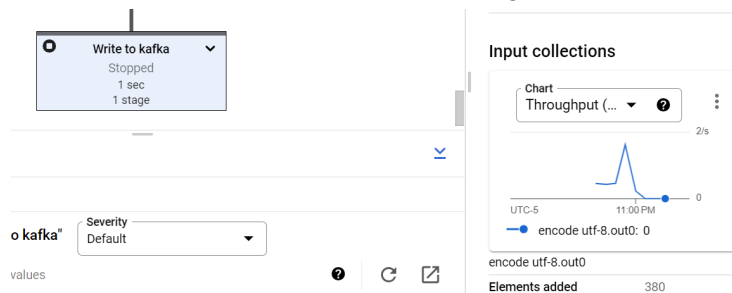 Write to kafka
Stopped
1 sec
1 stage
o kafka"
Severity
Default
values
Input collections
Chart
Throughput (...
2/s
0
UTC-5
11:00 PM
encode utf-8.out0: 0
encode utf-8.out0
Elements added
380